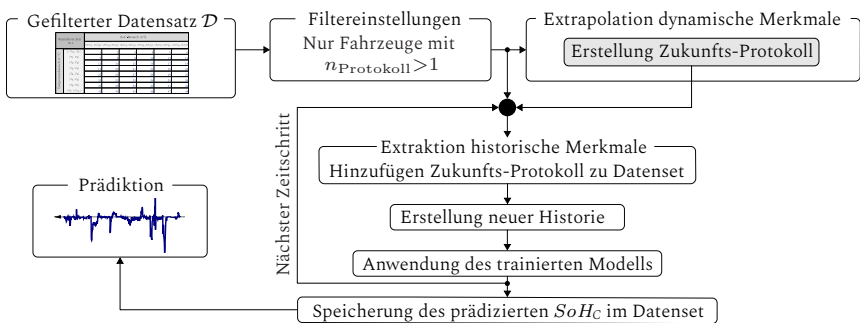 Gefilterter Datensatz 𝒟
Filtereinstellungen
Nur Fahrzeuge mit
n_Protokoll>1
Extrapolation dynamische Merkmale
Erstellung Zukunfts-Protokoll
Nächster Zeitschritt
Extraktion historische Merkmale
Hinzufügen Zukunfts-Protokoll zu Datenset
Prädiktion
Erstellung neuer Historie
Anwendung des trainierten Modells
Speicherung des prädizierten SoH_C im Datenset